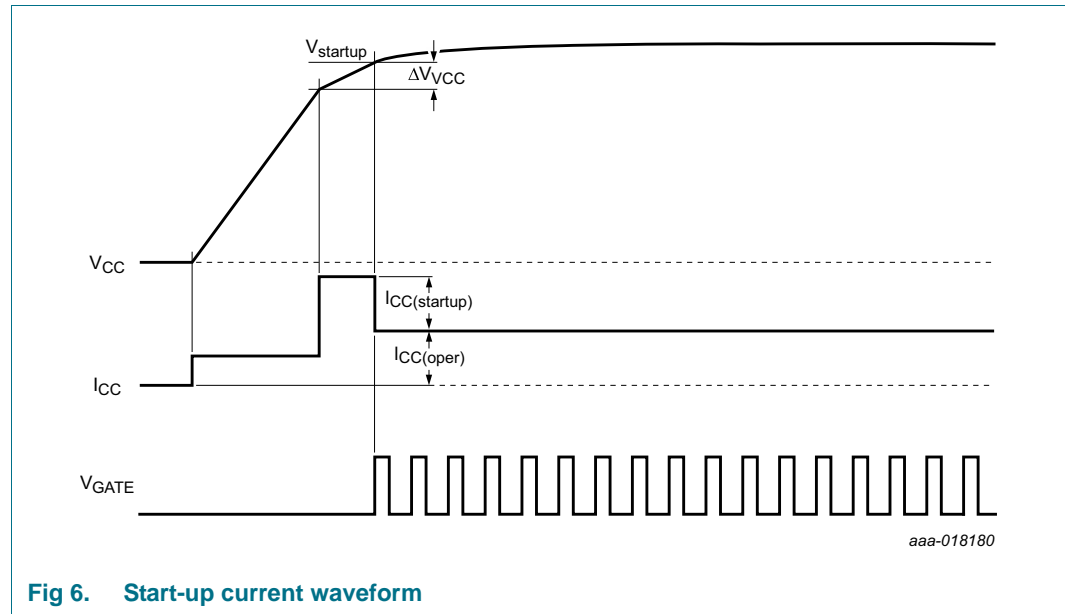 Vstartup
ΔVVCC
VCC
ICC(startup)
ICC(oper)
ICC
VGATE
aaa-018180
Fig 6. Start-up current waveform